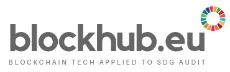 blockhub.eu
BLOCKCHAIN TECH APPLIED TO SDG AUDIT